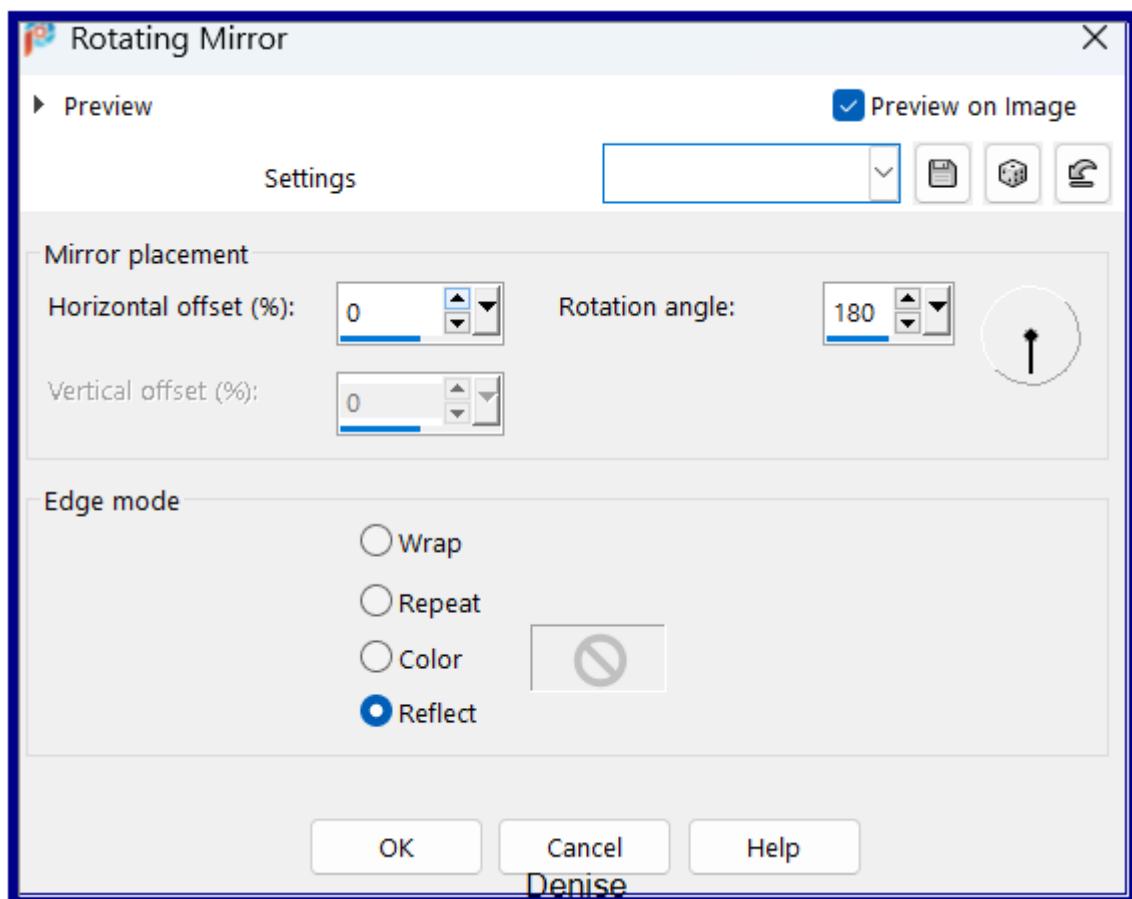 Rotating Mirror
Preview
Preview on Image
Settings
Mirror placement
Horizontal offset (%): 0 Rotation angle: 180
Vertical offset (%): 0
Edge mode
Wrap
Repeat
Color
Reflect
OK Cancel Help
Denise